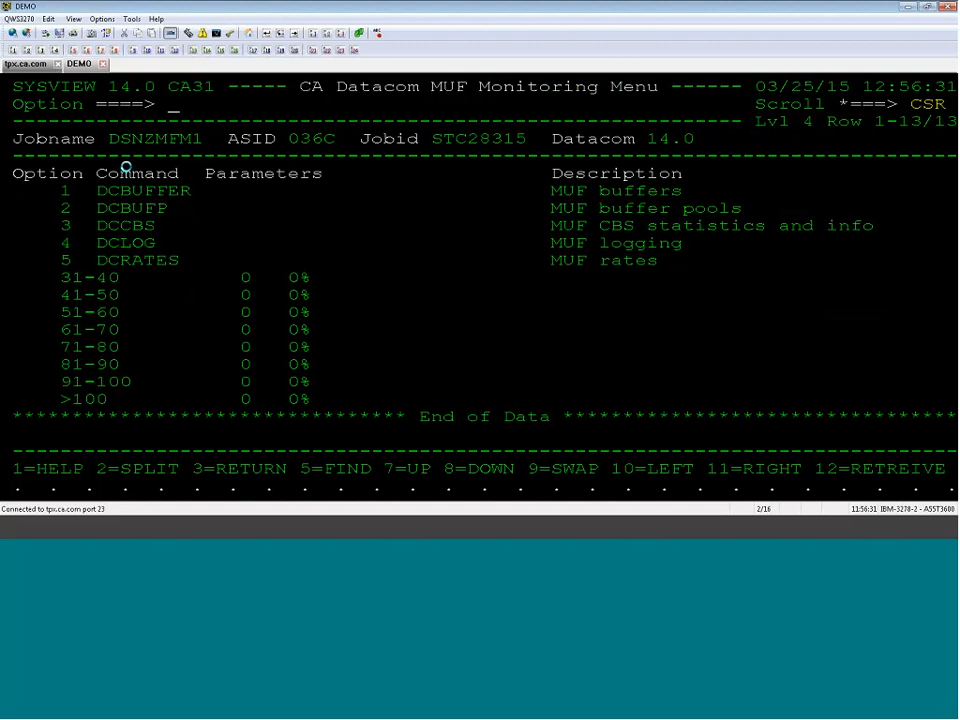 DEMO
QWS3270 Edit View Options Tools Help
tpx.ca.com DEMO
SYSVIEW 14.0 CA31 ----- CA Datacom MUF Monitoring Menu ------ 03/25/15 12:56:31
Option ====> _ Scroll *===> CSR
Lvl 4 Row 1-13/13
Jobname DSNZMFM1 ASID 036C Jobid STC28315 Datacom 14.0
Option Command Parameters Description
1 DCBUFFER MUF buffers
2 DCBUFP MUF buffer pools
3 DCCBS MUF CBS statistics and info
4 DCLOG MUF logging
5 DCRATES MUF rates
31-40 0 0%
41-50 0 0%
51-60 0 0%
61-70 0 0%
71-80 0 0%
81-90 0 0%
91-100 0 0%
>100 0 0%
********************************* End of Data *********************************
1=HELP 2=SPLIT 3=RETURN 5=FIND 7=UP 8=DOWN 9=SWAP 10=LEFT 11=RIGHT 12=RETREIVE
Connected to tpx.ca.com port 23 2/16 11:56:31 IBM-3278-2 - A55T3600